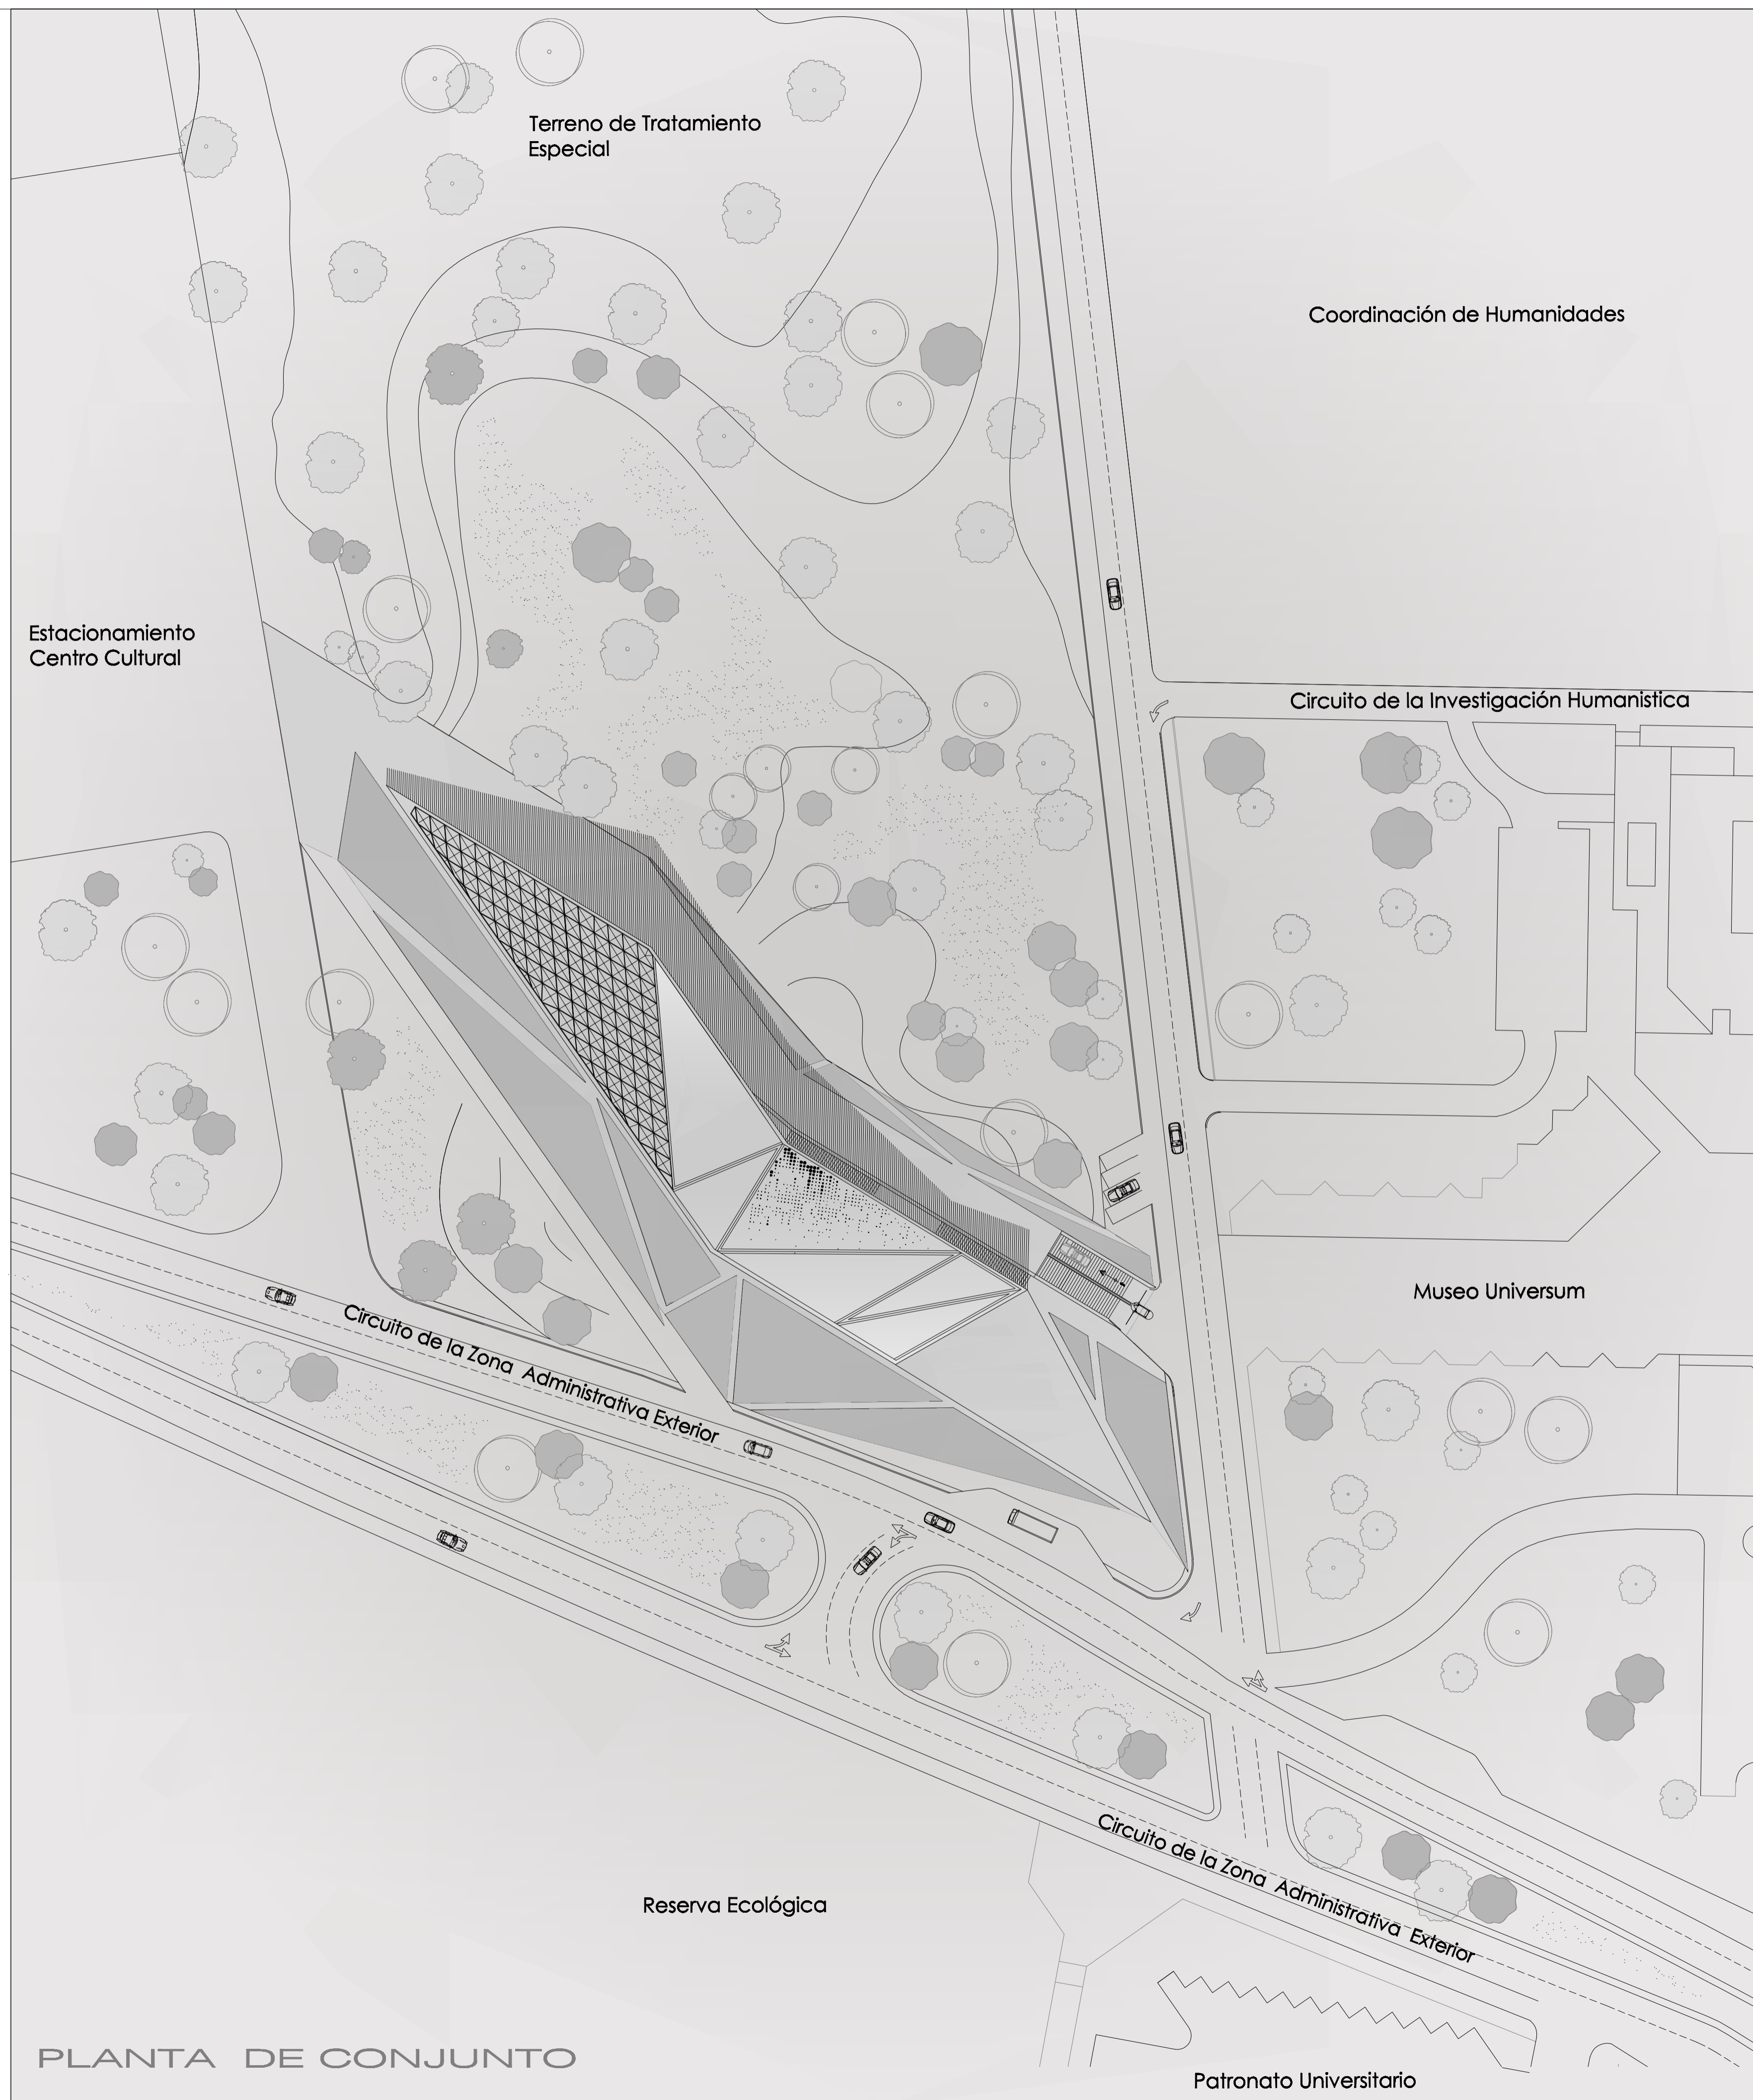 Terreno de Tratamiento
Especial
Coordinación de Humanidades
Estacionamiento
Centro Cultural
Circuito de la Investigación Humanistica
Museo Universum
Circuito de la Zona Administrativa Exterior
Circuito de la Zona Administrativa Exterior
Reserva Ecológica
PLANTA DE CONJUNTO
Patronato Universitario